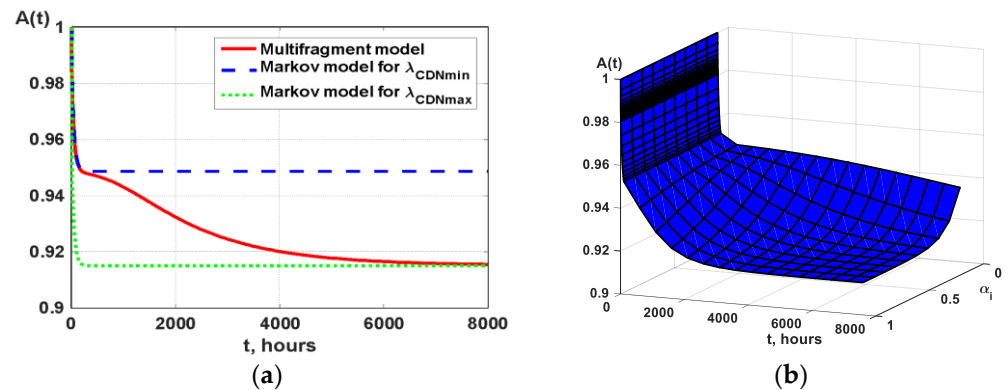 A(t)
1
0.98
0.96
0.94
0.92
0.9
0
2000
4000
6000
8000
t, hours
Multifragment model
Markov model for λCDNmin
Markov model for λCDNmax
(a)
A(t)
1
0.98
0.96
0.94
0.92
0.9
0
2000
4000
6000
8000
t, hours
1
0.5
0
αi
(b)